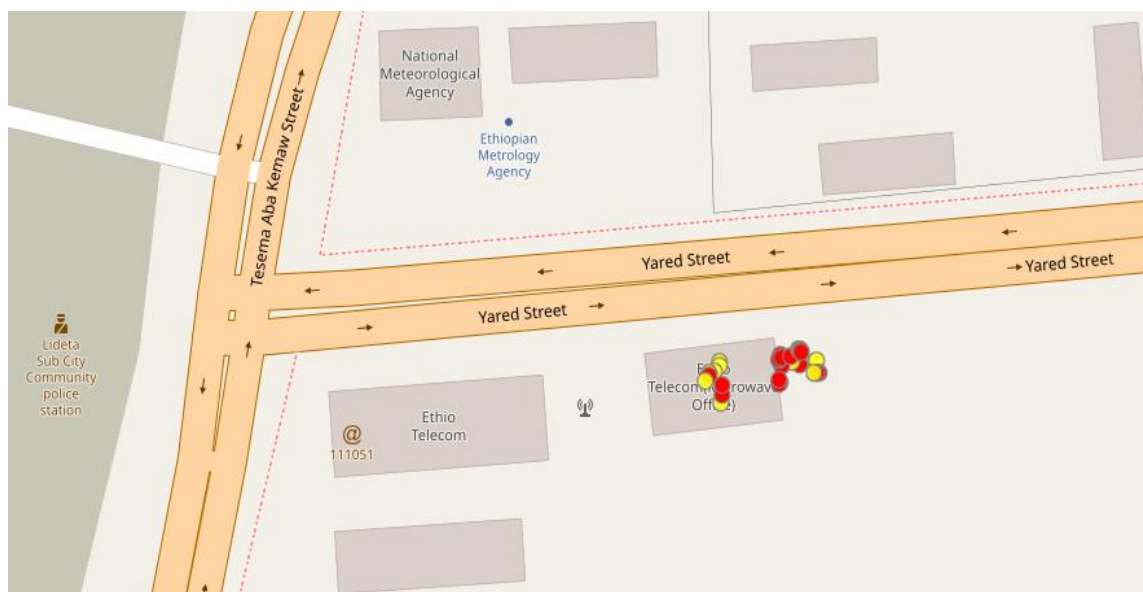 National
Meteorological
Agency
Ethiopian
Metrology
Agency
Tesema Aba Kemaw Street
Yared Street
Yared Street
Yared Street
Lideta
Sub City
Community
police
station
Ethio
Telecom
@
111051
Office)